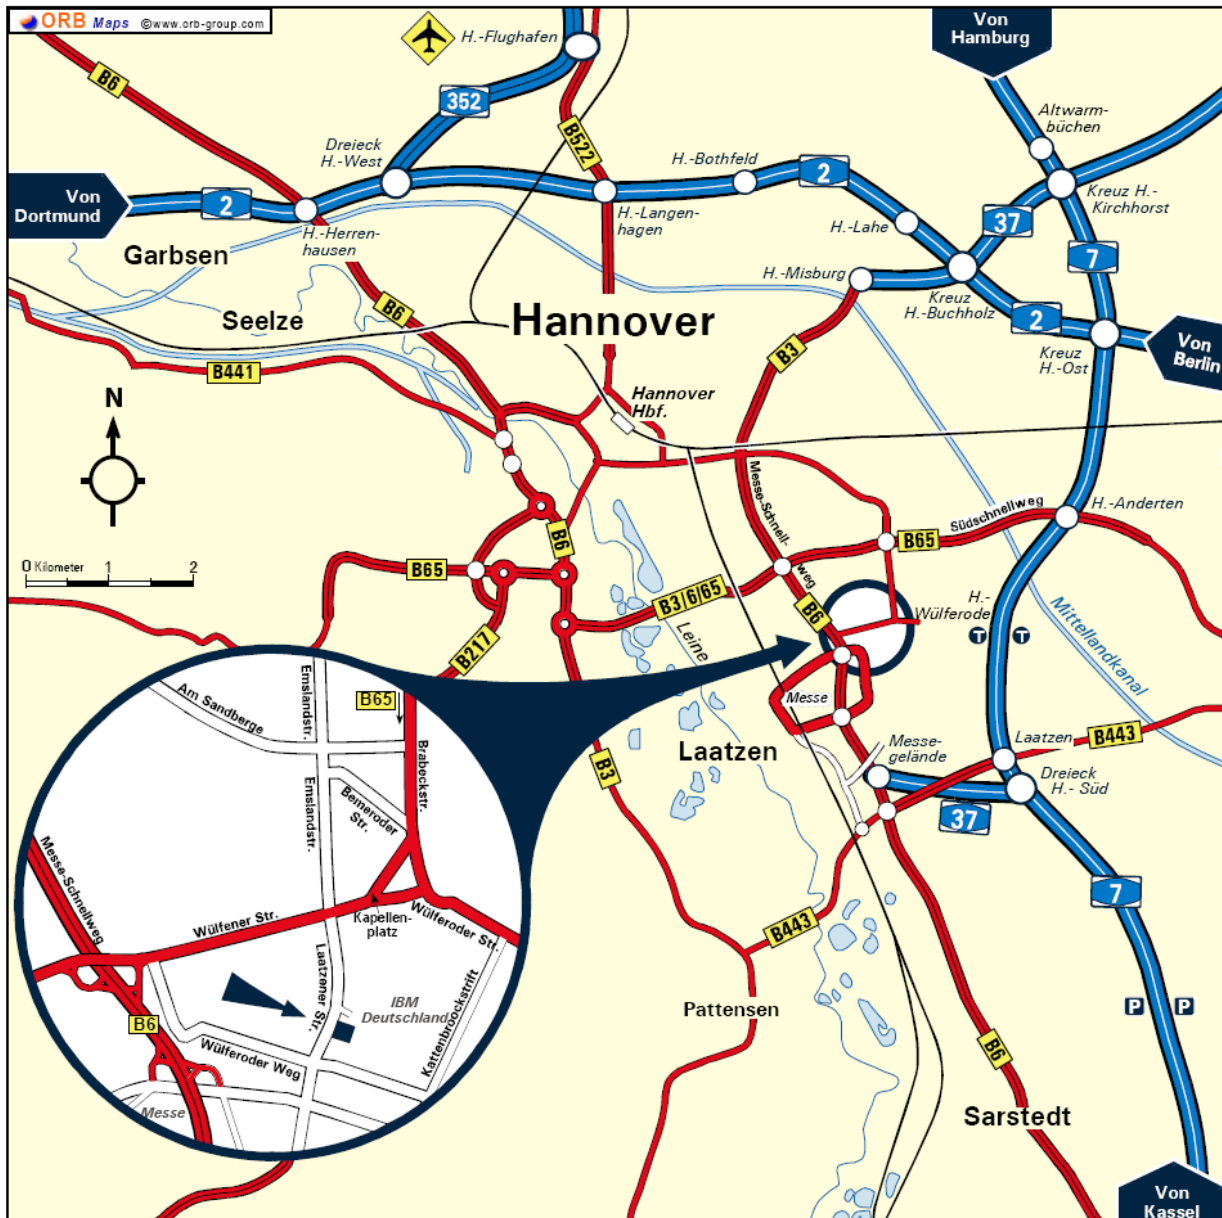 ORB Maps ©www.orb-group.com
Von
Hamburg
H.-Flughafen
B6
352
Altwarm-
büchen
B522
Dreieck
H.-West
H.-Bothfeld
2
Kreuz H.-
Kirchhorst
Von
Dortmund
2
H.-Langen-
hagen
H.-Lahe
37
H.-Herren-
hausen
7
Garbsen
H.-Misburg
Kreuz
H.-Buchholz
B6
Seelze
Hannover
2
Von
Berlin
B3
Kreuz
H.-Ost
B441
N
Hannover
Hbf.
Messe-Schnell-
weg
Südschnellweg
H.-Anderten
B6
B65
0 Kilometer 1 2
B65
B3/6/65
B6
H.-
Wülferode
T T
Leine
B217
Mittellandkanal
Messe
Laatzen
Messe-
gelände
Laatzen
B443
B3
Dreieck
H.- Süd
37
7
B443
Pattensen
P P
B6
Sarstedt
Von
Kassel
Am Sandberge
Emslandstr.
B65
Brabeckstr.
Emslandstr.
Bemeroder
Str.
Messe-Schnellweg
Wülfener Str.
Kapellen-
platz
Wülferoder Str.
Laatzener
Str.
IBM
Deutschland
Kattenbroockstrift
B6
Wülferoder Weg
Messe